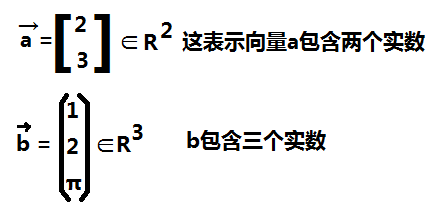 a = [2 3] ∈ R² 这表示向量a包含两个实数
b = (1 2 π) ∈ R³ b包含三个实数